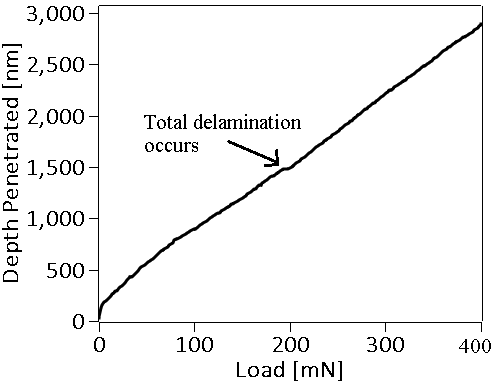 3,000
2,500
2,000
1,500
1,000
500
0
Depth Penetrated [nm]
Total delamination
occurs
0 100 200 300 400
Load [mN]